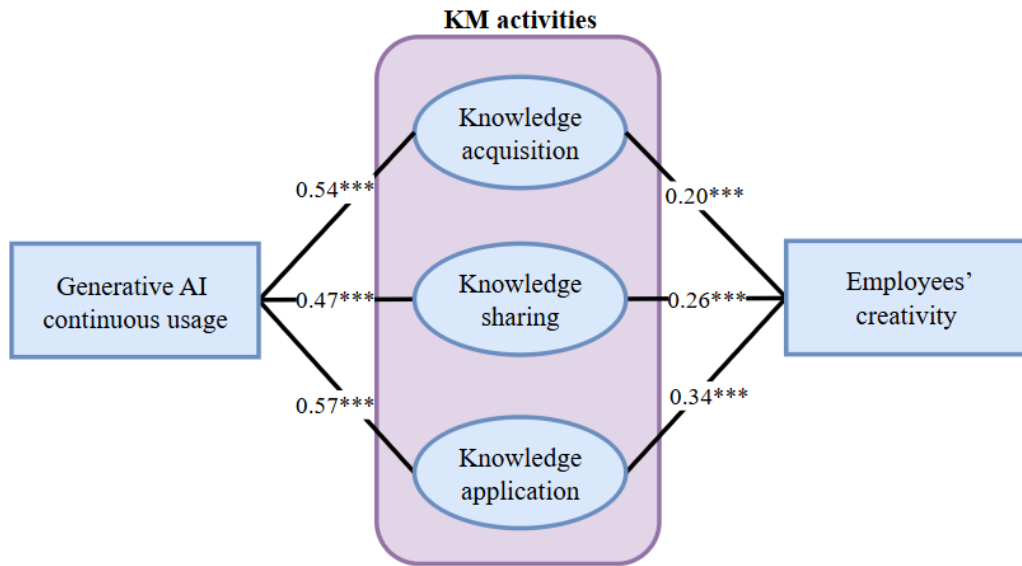 KM activities
Knowledge
acquisition
0.54***
0.20***
Generative AI
continuous usage
0.47***
Knowledge
sharing
0.26***
Employees’
creativity
0.57***
0.34***
Knowledge
application